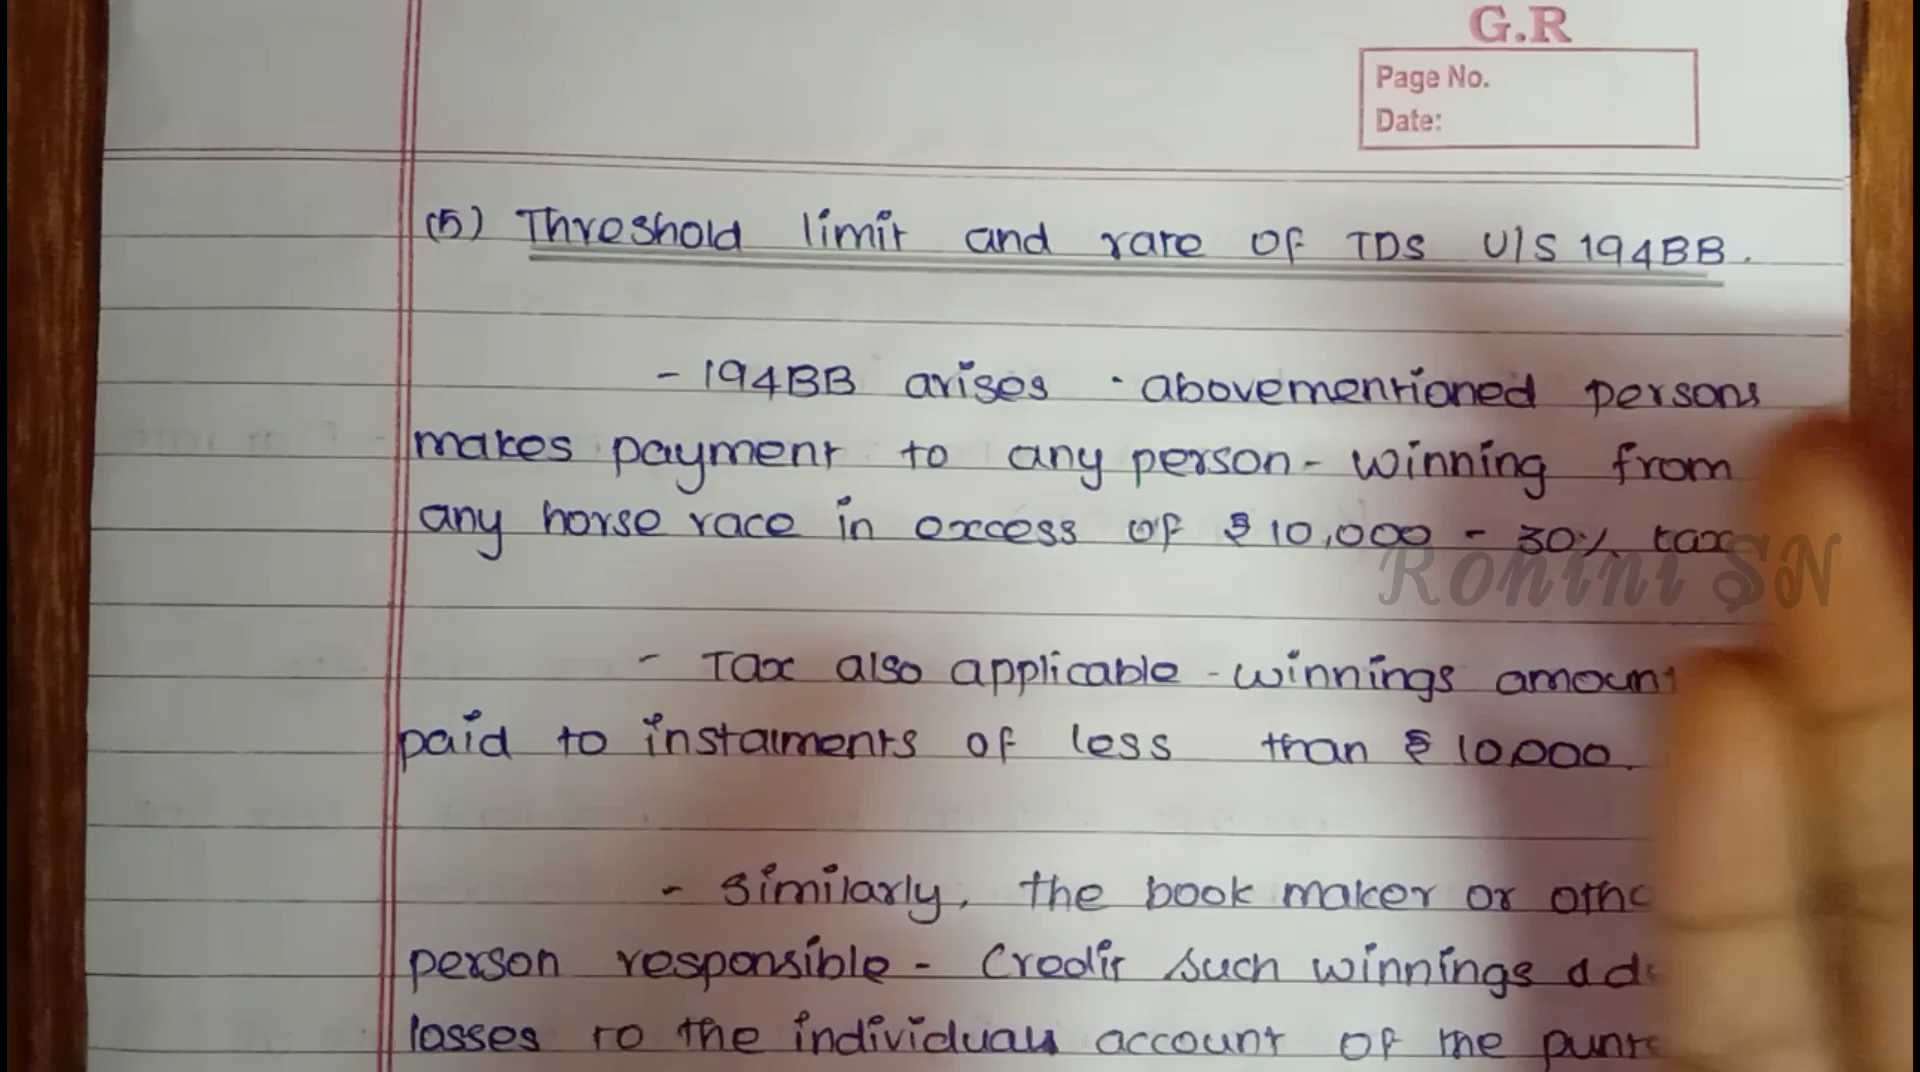 G.R
Page No.
Date:
(5) Threshold limit and rate of TDS U/S 194BB.
- 194BB arises - abovementioned persons
makes payment to any person - winning from
any horse race in excess of ₹ 10,000 - 30% tax
Rohini SN
- Tax also applicable - winnings amount
paid to instalments of less than ₹ 10,000.
- Similarly, the book maker or
person responsible - Credit such winnings
losses to the individual account of the